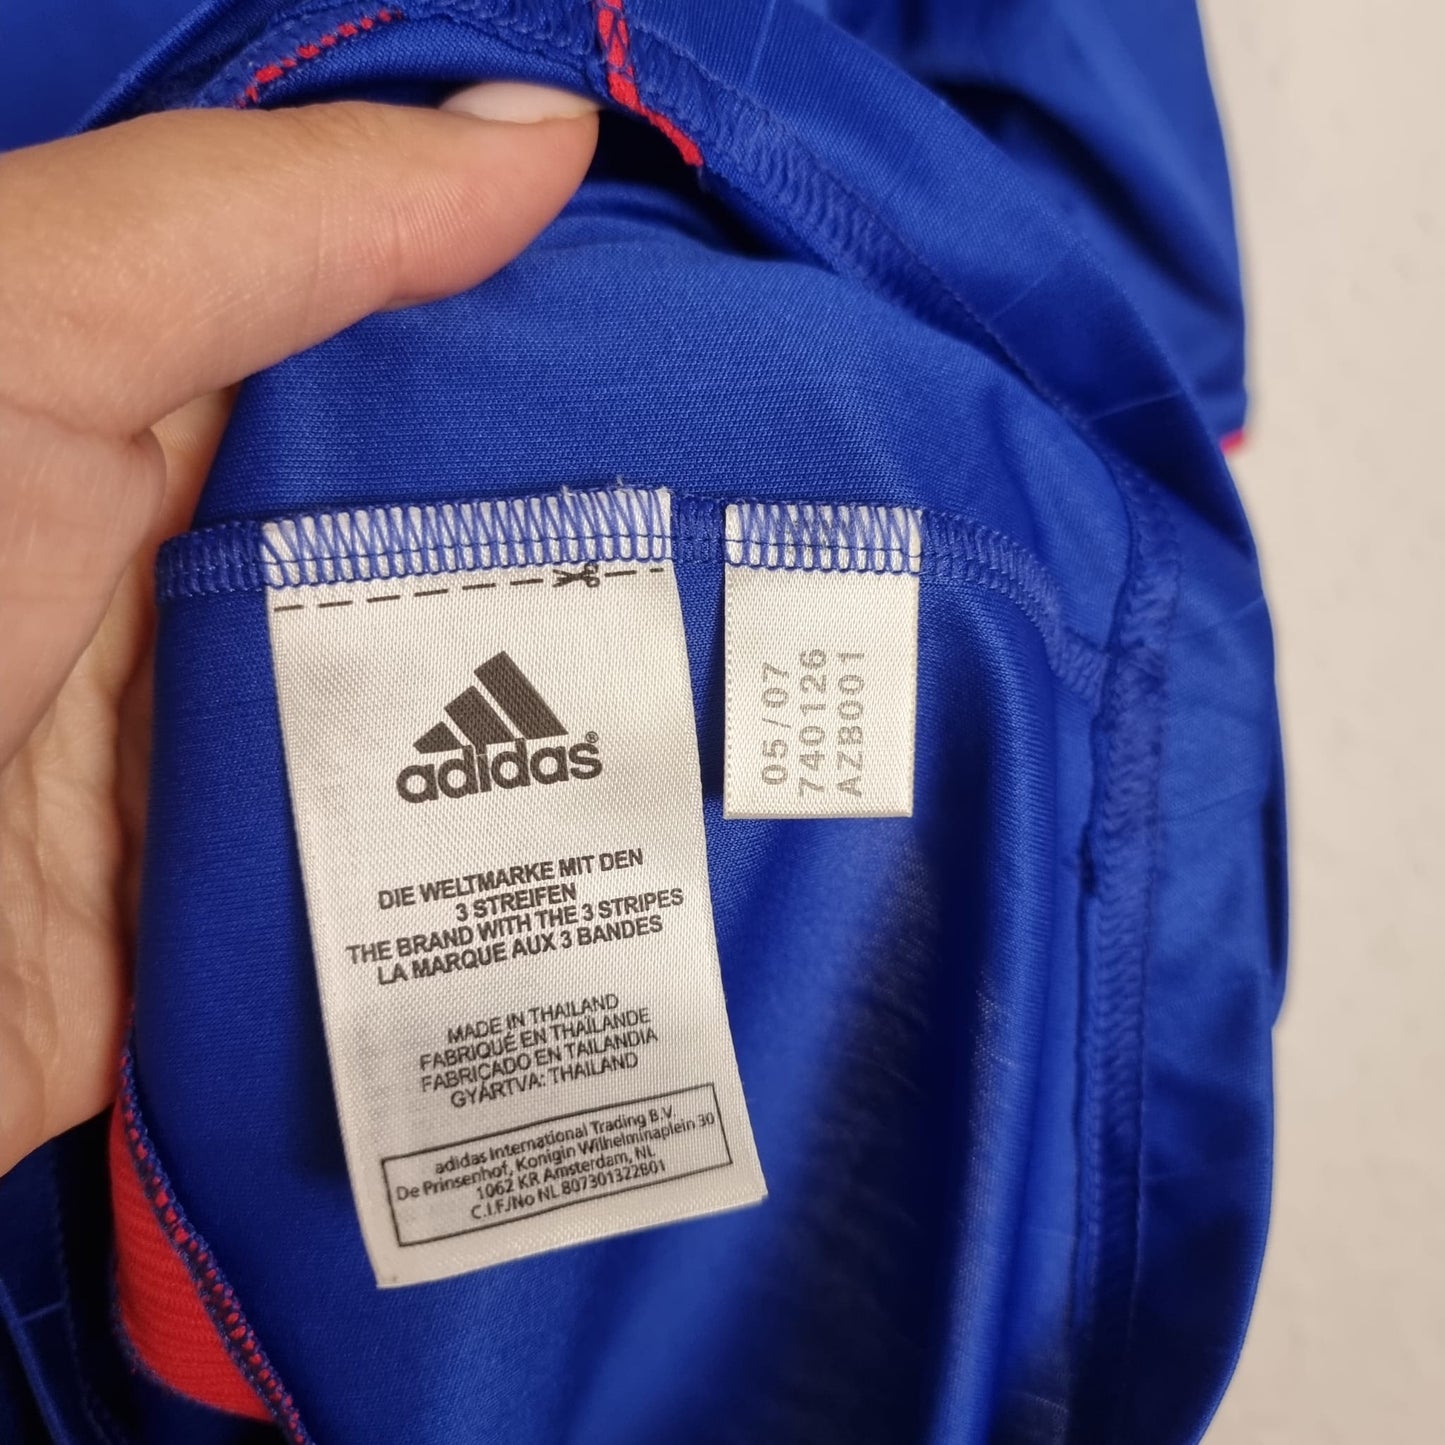 adidas®
DIE WELTMARKE MIT DEN
3 STREIFEN
THE BRAND WITH THE 3 STRIPES
LA MARQUE AUX 3 BANDES
MADE IN THAILAND
FABRIQUÉ EN THAÏLANDE
FABRICADO EN TAILANDIA
GYÁRTVA: THAILAND
adidas International Trading B.V.
De Prinsenhof, Konigin Wilhelminaplein 30
1062 KR Amsterdam, NL
C.I.F./No NL 807301322B01
05/07
740126
AZB001